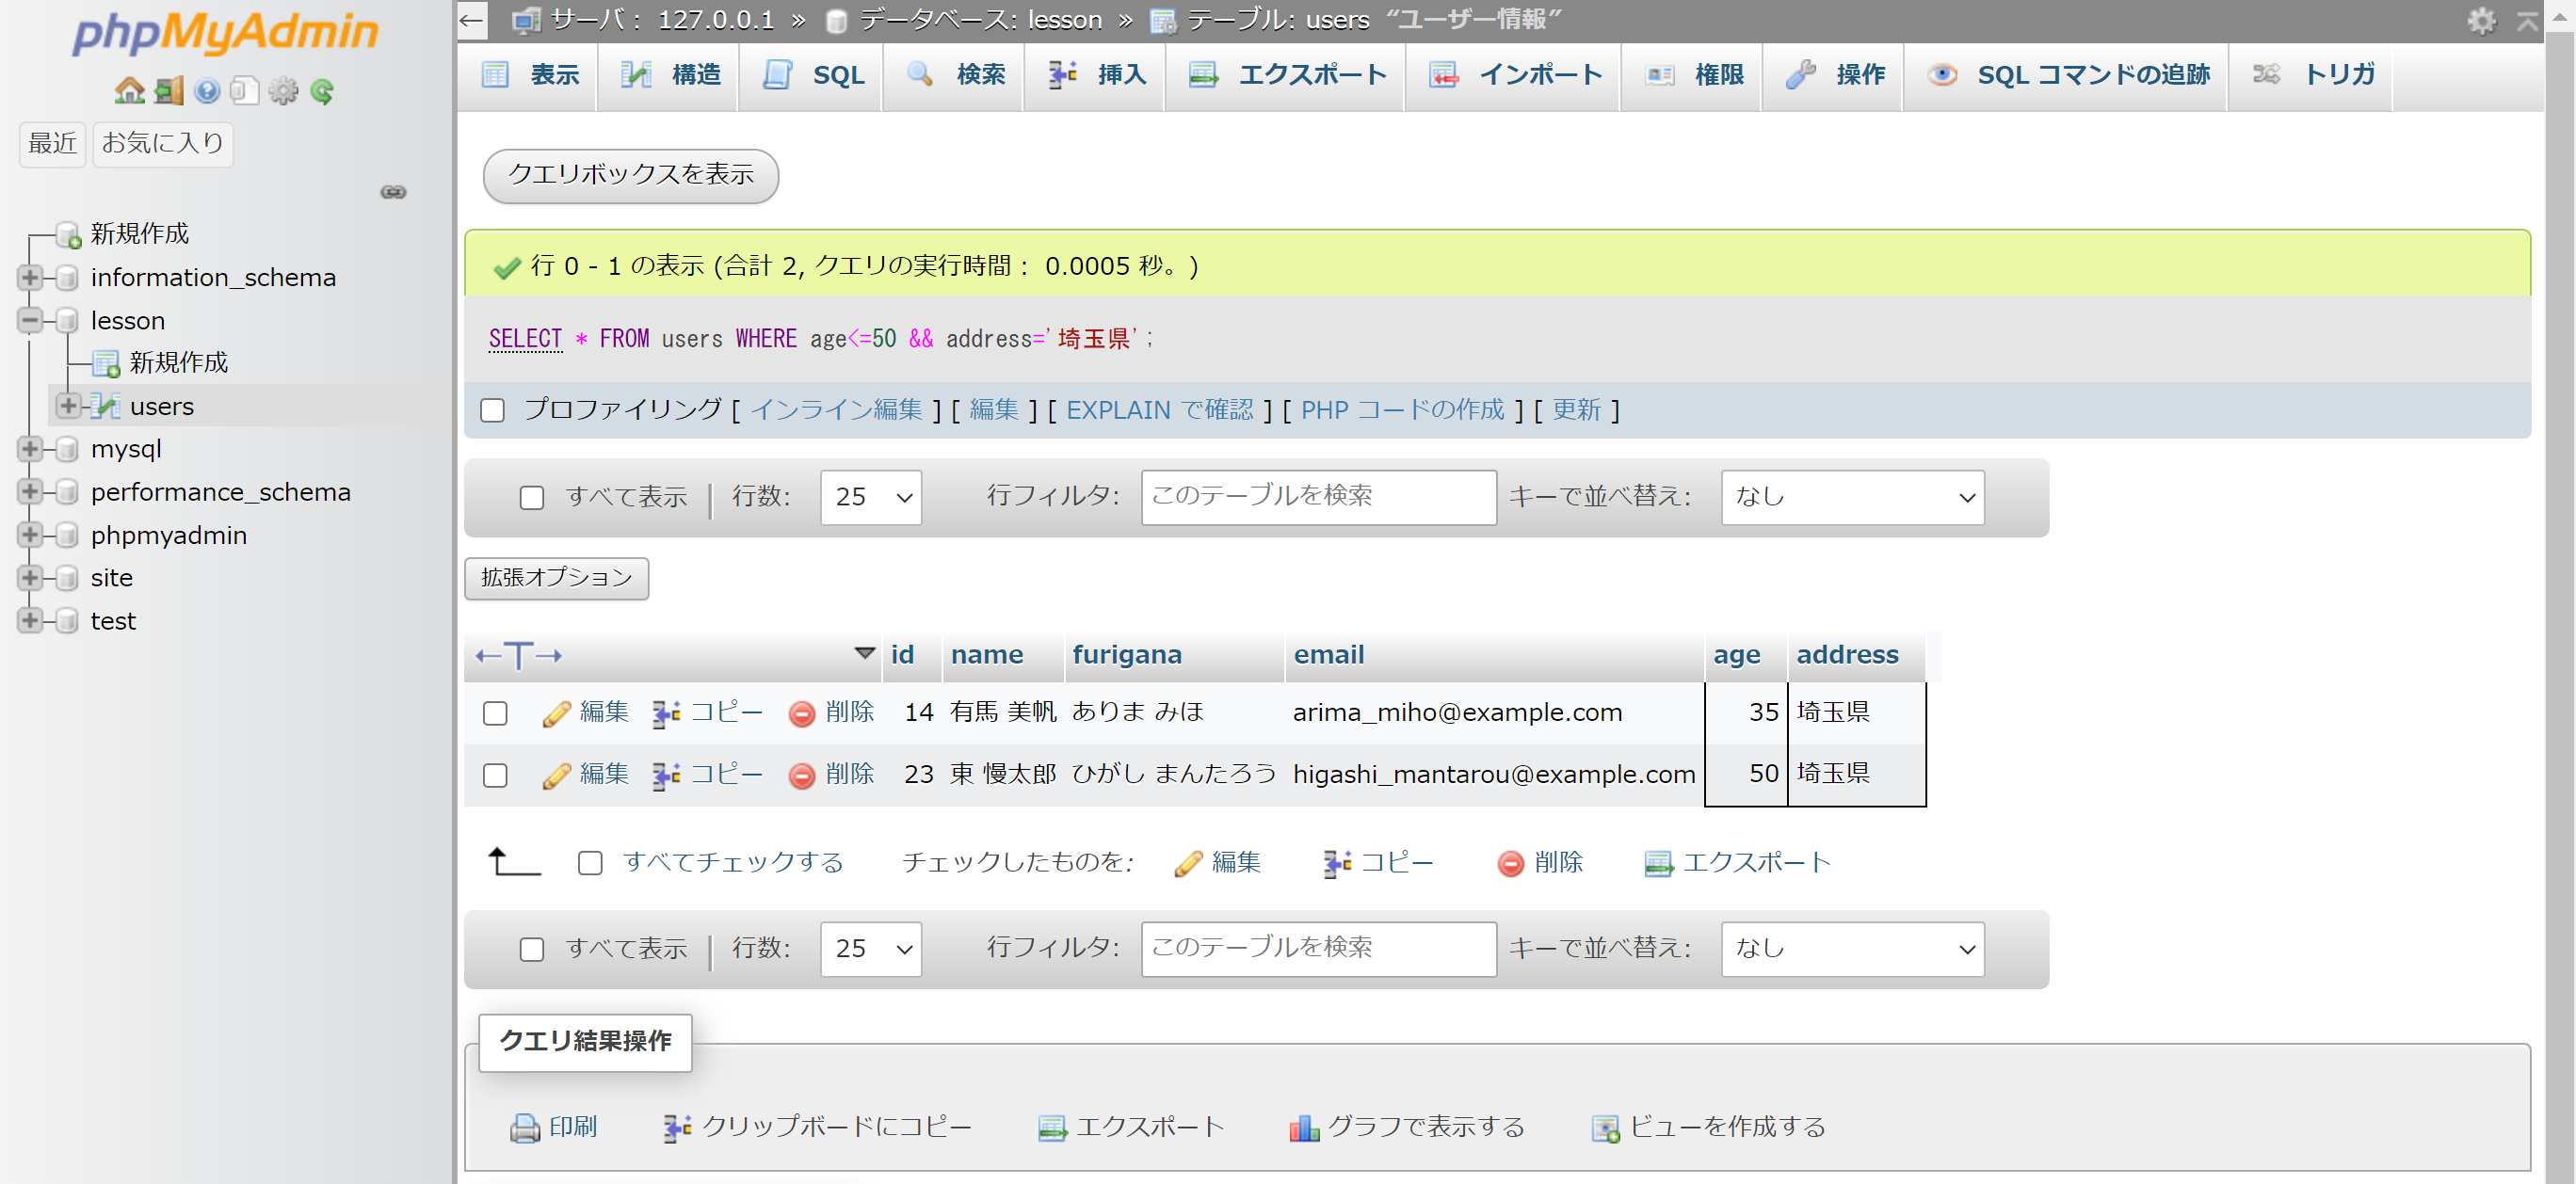 phpMyAdmin
最近 お気に入り
新規作成
information_schema
lesson
新規作成
users
mysql
performance_schema
phpmyadmin
site
test
サーバ： 127.0.0.1 » データベース: lesson » テーブル: users “ユーザー情報”
表示 構造 SQL 検索 挿入 エクスポート インポート 権限 操作 SQL コマンドの追跡 トリガ
クエリボックスを表示
行 0 - 1 の表示 (合計 2, クエリの実行時間： 0.0005 秒。)
SELECT * FROM users WHERE age<=50 && address='埼玉県';
プロファイリング [ インライン編集 ] [ 編集 ] [ EXPLAIN で確認 ] [ PHP コードの作成 ] [ 更新 ]
すべて表示 行数: 25 行フィルタ: このテーブルを検索 キーで並べ替え: なし
拡張オプション
←T→ id name furigana email age address
編集 コピー 削除 14 有馬 美帆 ありま みほ arima_miho@example.com 35 埼玉県
編集 コピー 削除 23 東 慢太郎 ひがし まんたろう higashi_mantarou@example.com 50 埼玉県
すべてチェックする チェックしたものを: 編集 コピー 削除 エクスポート
すべて表示 行数: 25 行フィルタ: このテーブルを検索 キーで並べ替え: なし
クエリ結果操作
印刷 クリップボードにコピー エクスポート グラフで表示する ビューを作成する